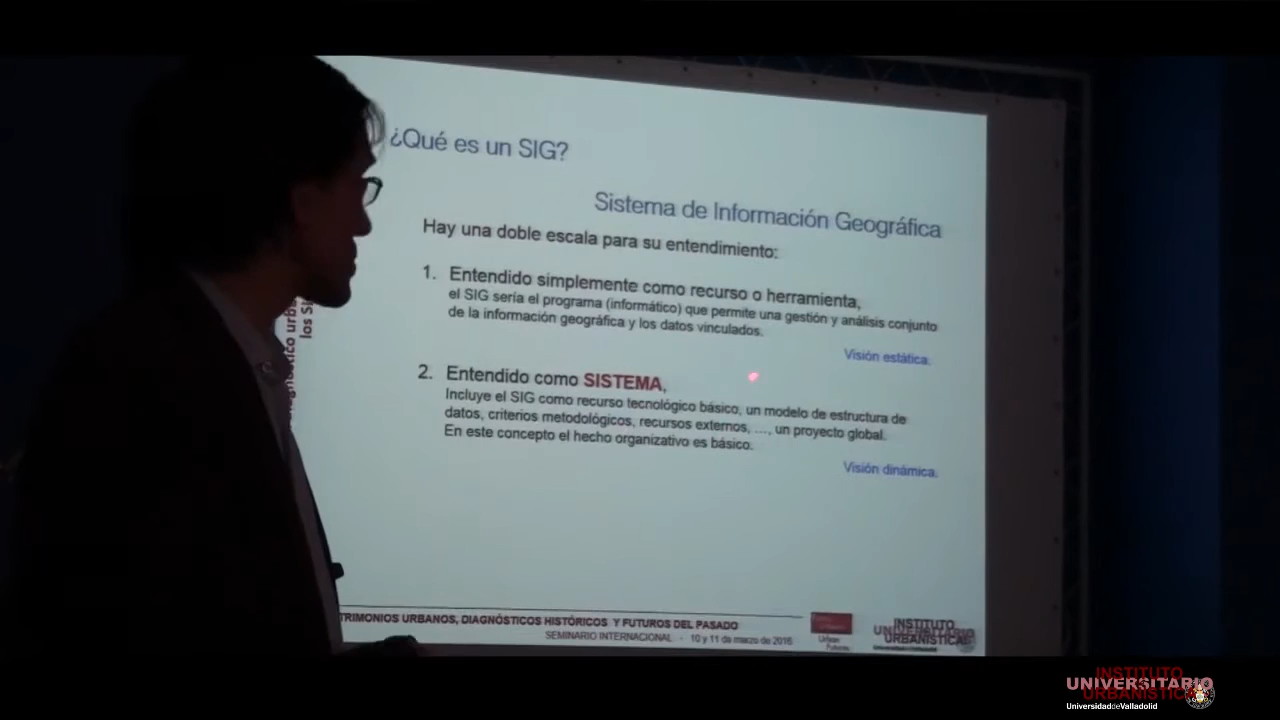 ¿Qué es un SIG?
Sistema de Información Geográfica
Hay una doble escala para su entendimiento:
1. Entendido simplemente como recurso o herramienta,
el SIG sería el programa (informático) que permite una gestión y análisis conjunto
de la información geográfica y los datos vinculados.
Visión estática.
2. Entendido como SISTEMA,
Incluye el SIG como recurso tecnológico básico, un modelo de estructura de
datos, criterios metodológicos, recursos externos, ..., un proyecto global.
En este concepto el hecho organizativo es básico.
Visión dinámica.
los
TRIMONIOS URBANOS, DIAGNÓSTICOS HISTÓRICOS Y FUTUROS DEL PASADO
SEMINARIO INTERNACIONAL - 10 y 11 de marzo de 2016
Urban
Futures
INSTITUTO
UNIVERSITARIO
URBANÍSTICA
INSTITUTO
UNIVERSITARIO
URBANÍSTICA
UniversidaddeValladolid